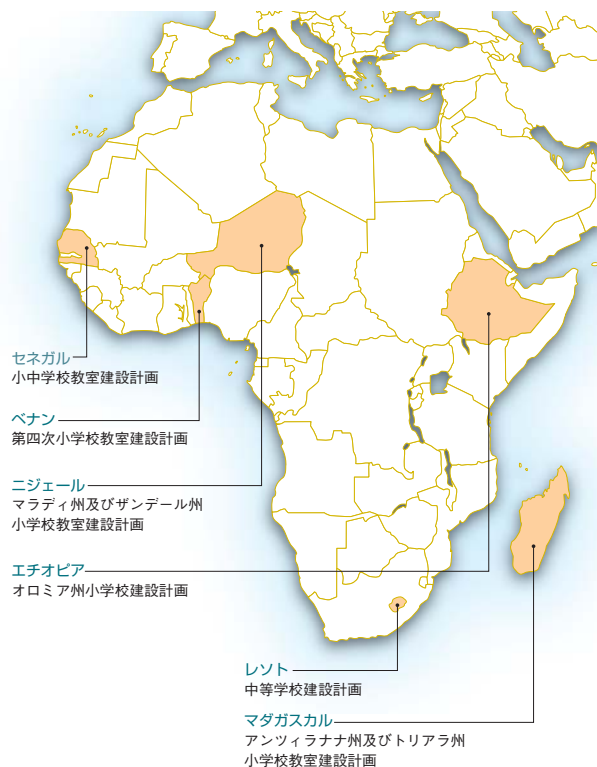 セネガル
小中学校教室建設計画
ベナン
第四次小学校教室建設計画
ニジェール
マラディ州及びザンデール州
小学校教室建設計画
エチオピア
オロミア州小学校建設計画
レソト
中等学校建設計画
マダガスカル
アンツィラナナ州及びトリアラ州
小学校教室建設計画